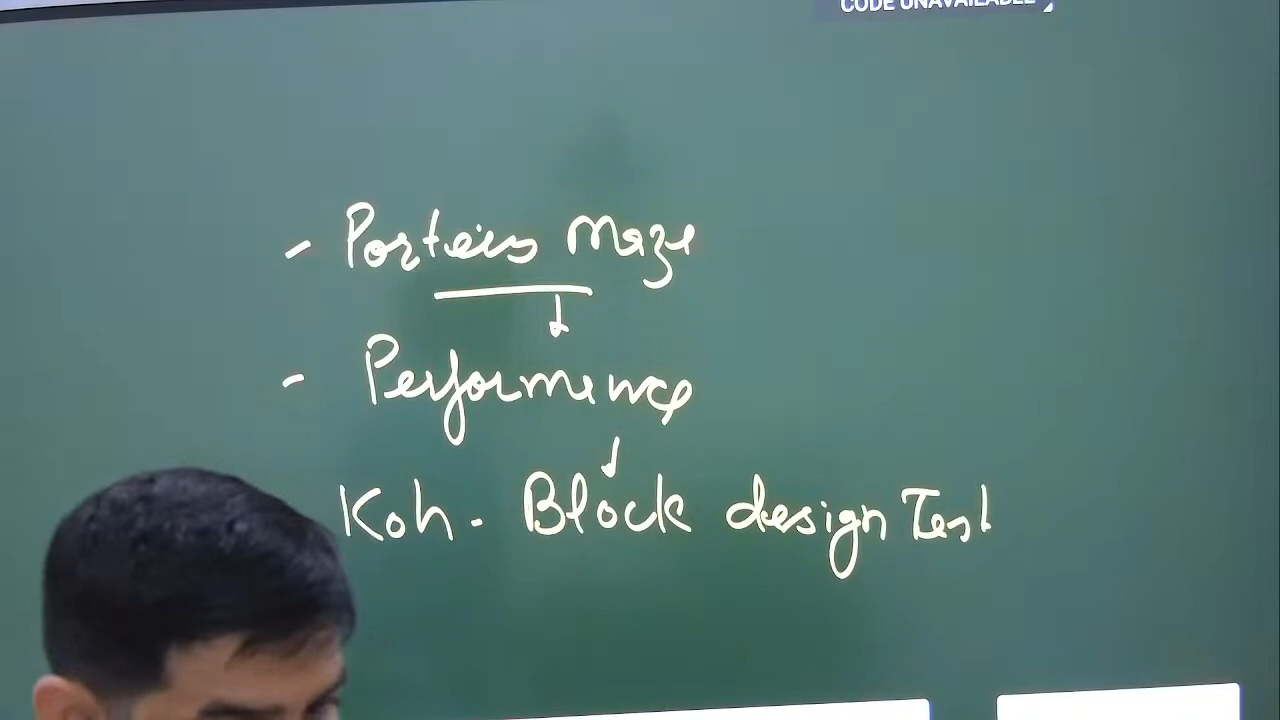 CODE UNAVAILABLE
- Porteus Maze
- Performance
Koh - Block design Test